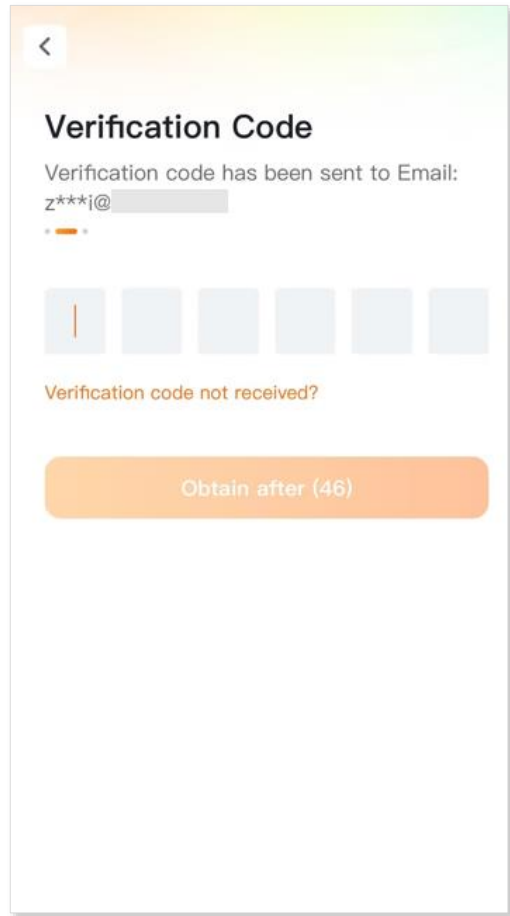 Verification Code
Verification code has been sent to Email:
z***i@
Verification code not received?
Obtain after (46)